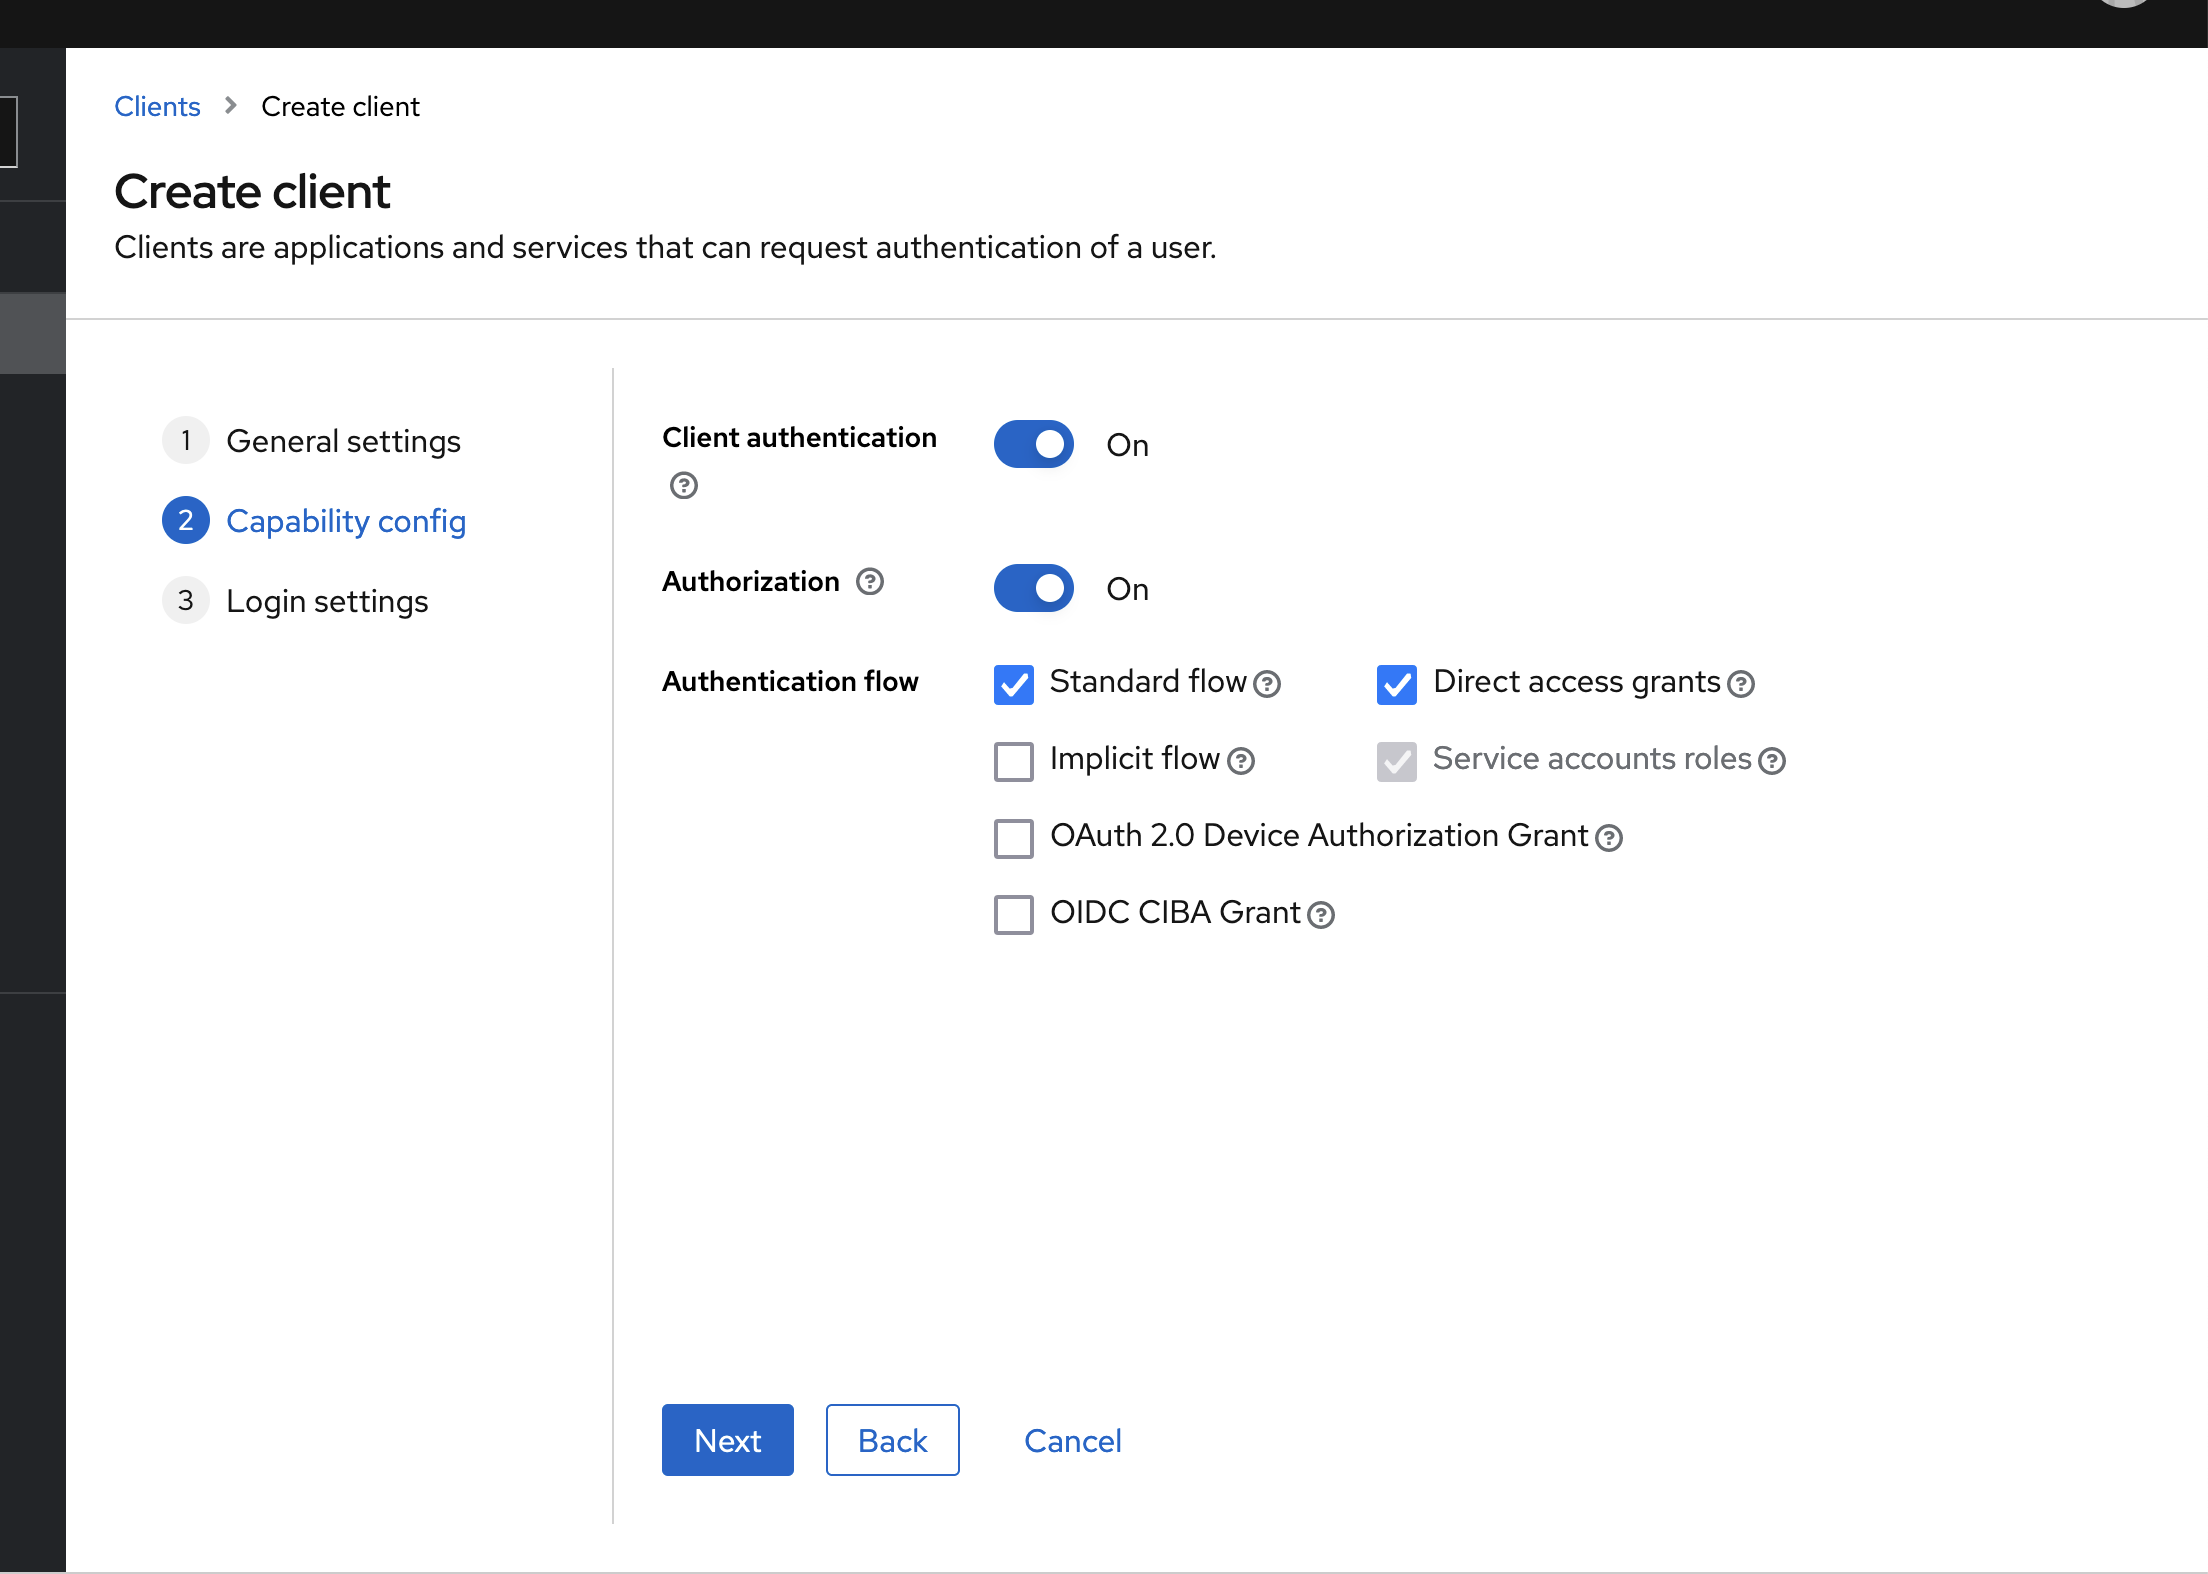 Clients > Create client
Create client
Clients are applications and services that can request authentication of a user.
1 General settings
2 Capability config
3 Login settings
Client authentication
On
Authorization
On
Authentication flow
Standard flow
Direct access grants
Implicit flow
Service accounts roles
OAuth 2.0 Device Authorization Grant
OIDC CIBA Grant
Next
Back
Cancel